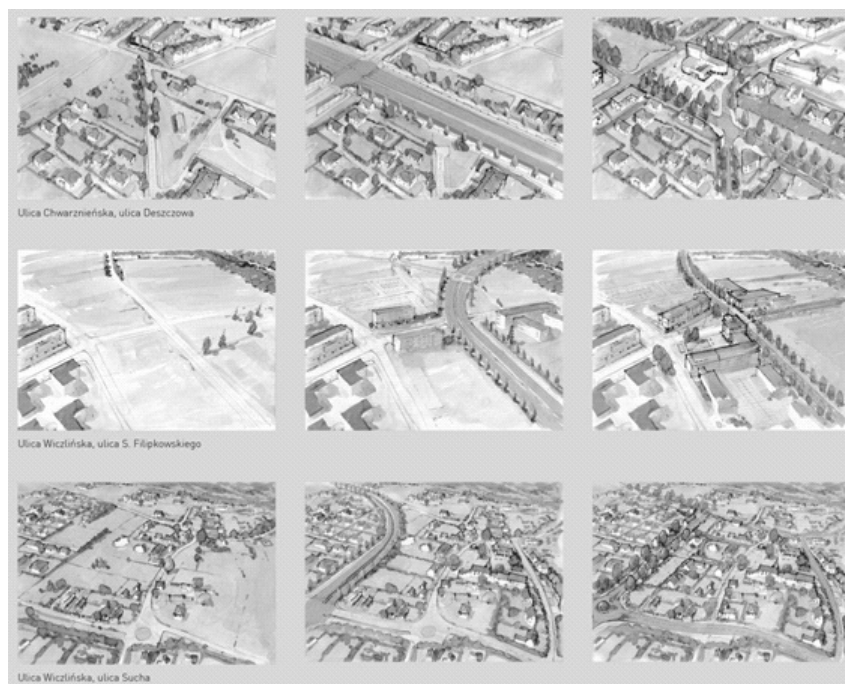 Ulica Chwarznieńska, ulica Deszczowa
Ulica Wiczlińska, ulica S. Filipkowskiego
Ulica Wiczlińska, ulica Sucha